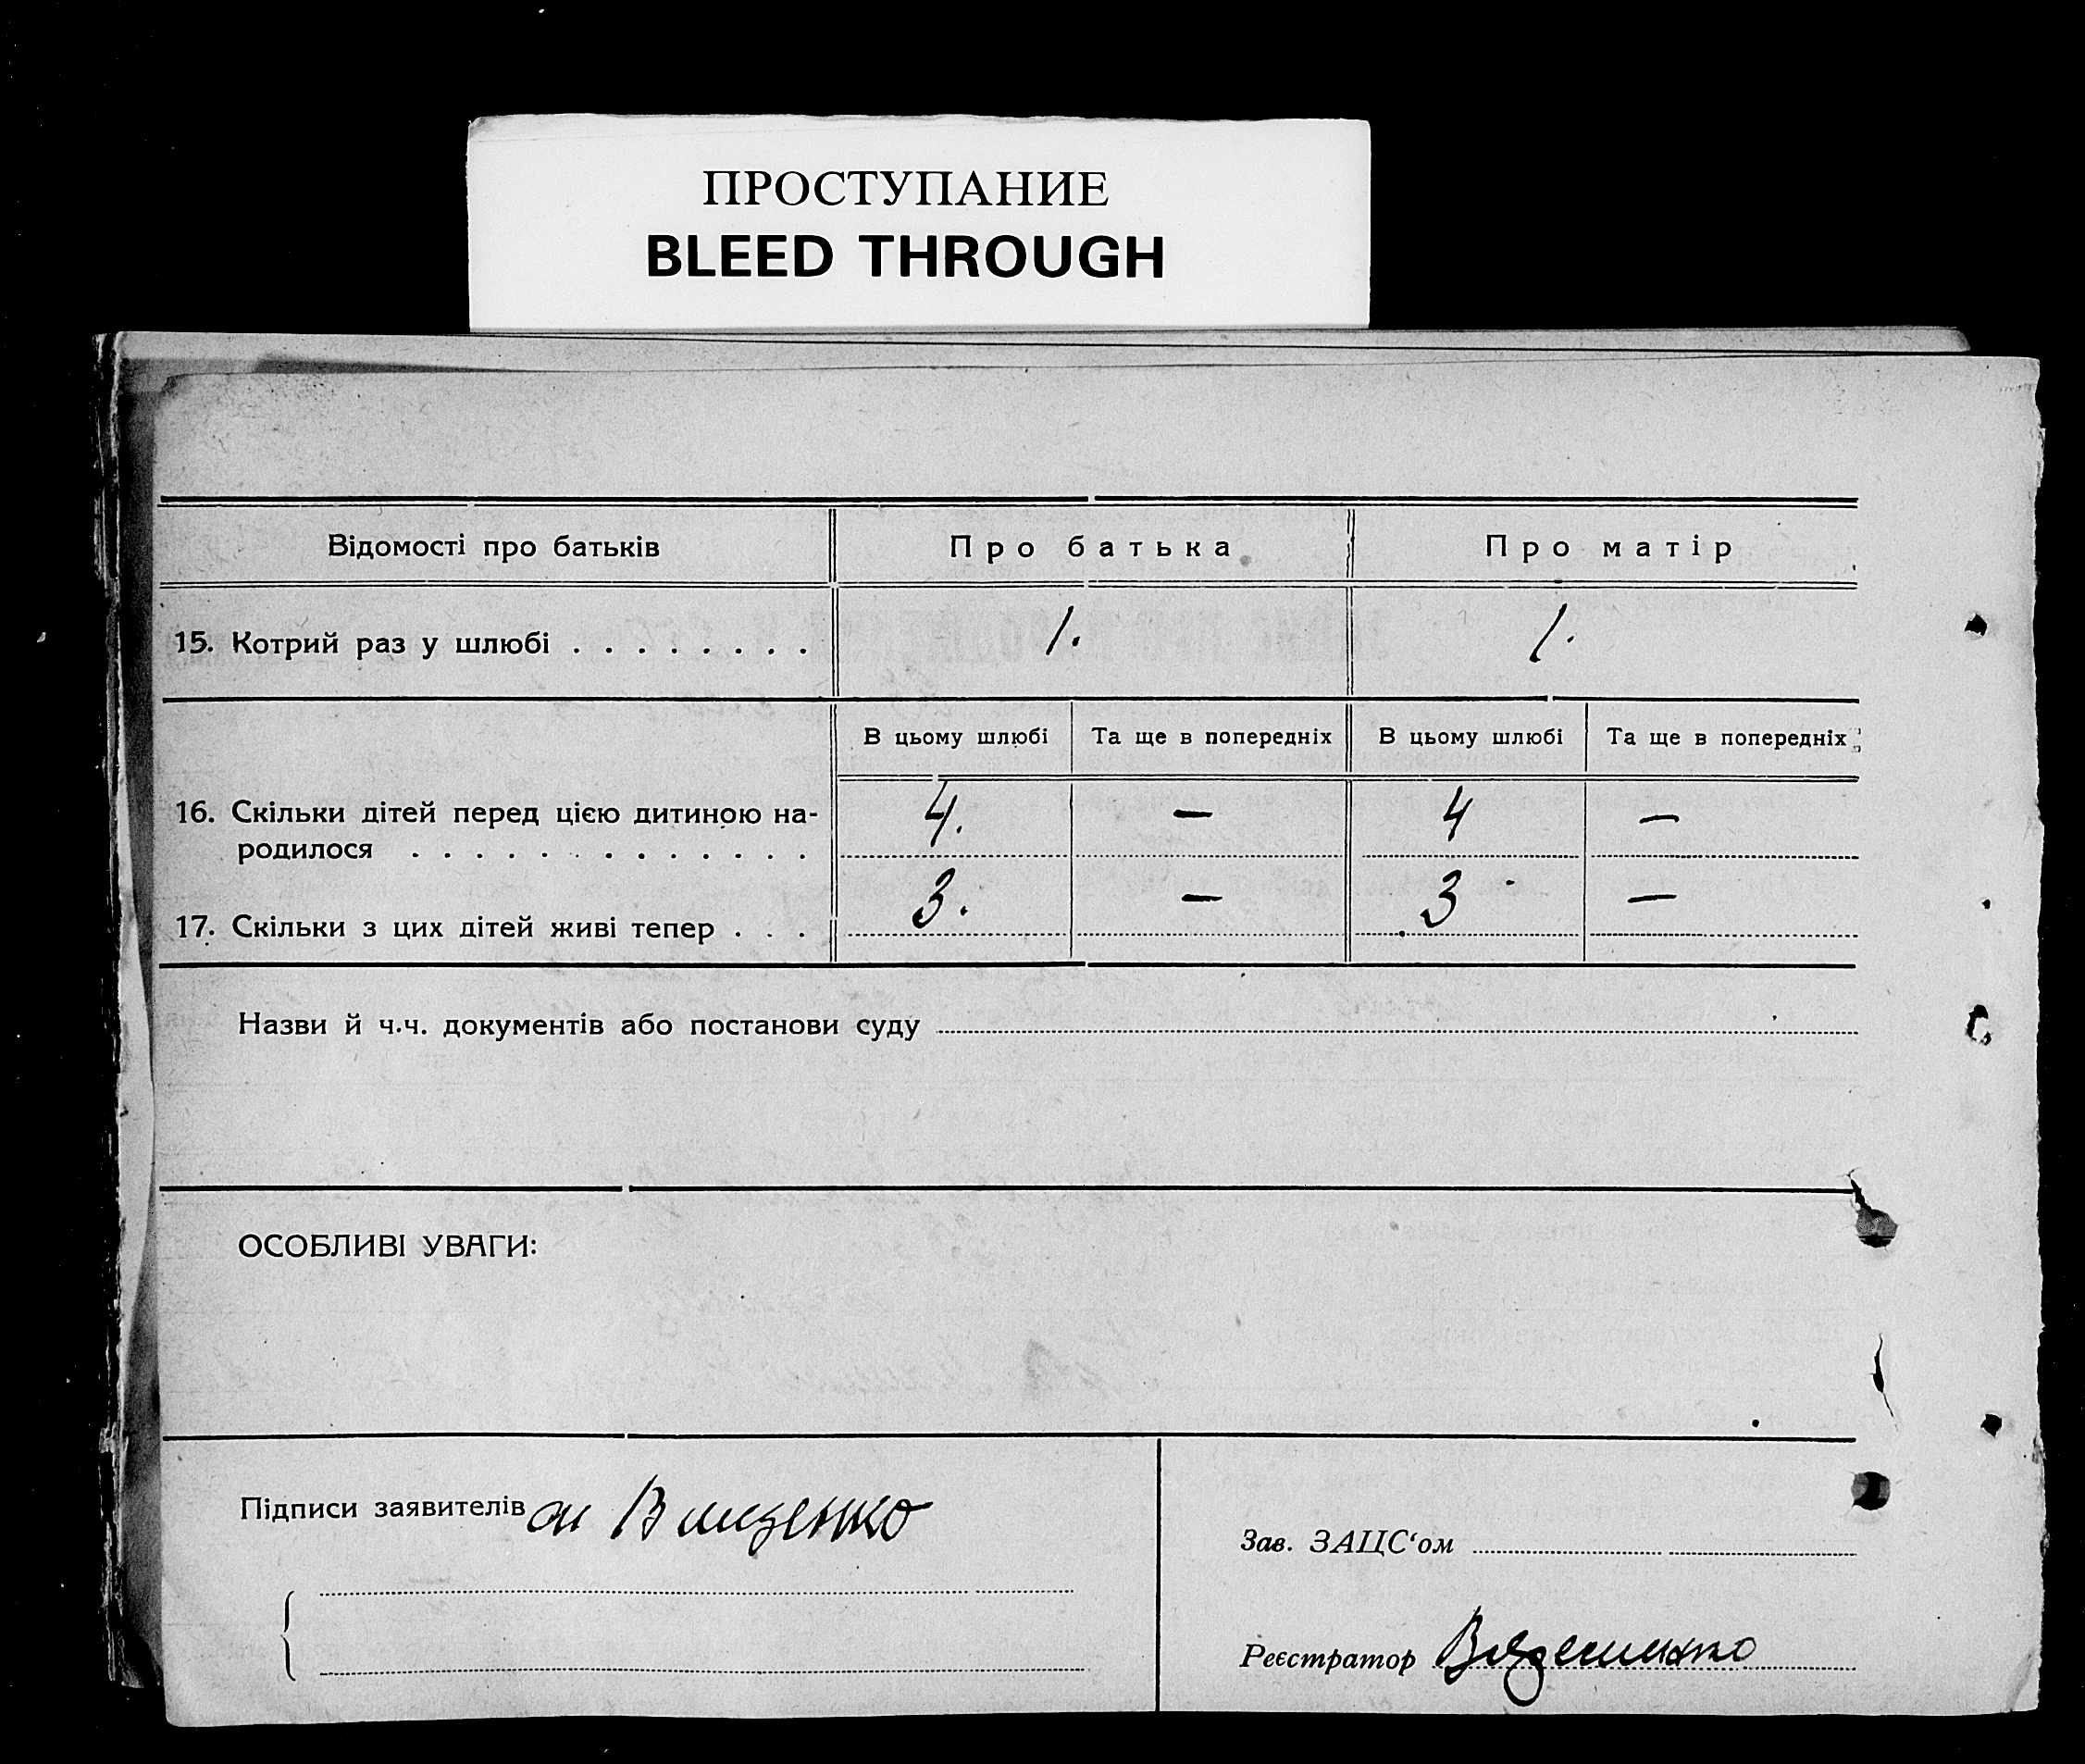 ПРОСТУПАНИЕ
BLEED THROUGH
Відомості про батьків Про батька Про матір
15. Котрий раз у шлюбі . . . . . . . . 1. 1.
В цьому шлюбі Та ще в попередніх В цьому шлюбі Та ще в попередніх
16. Скільки дітей перед цією дитиною на- 4. — 4 —
родилося . . . . . . . . . . . . .
17. Скільки з цих дітей живі тепер . . . 3. — 3 —
Назви й ч.ч. документів або постанови суду
ОСОБЛИВІ УВАГИ:
Підписи заявителів
Зав. ЗАЦС‘ом
Реєстратор